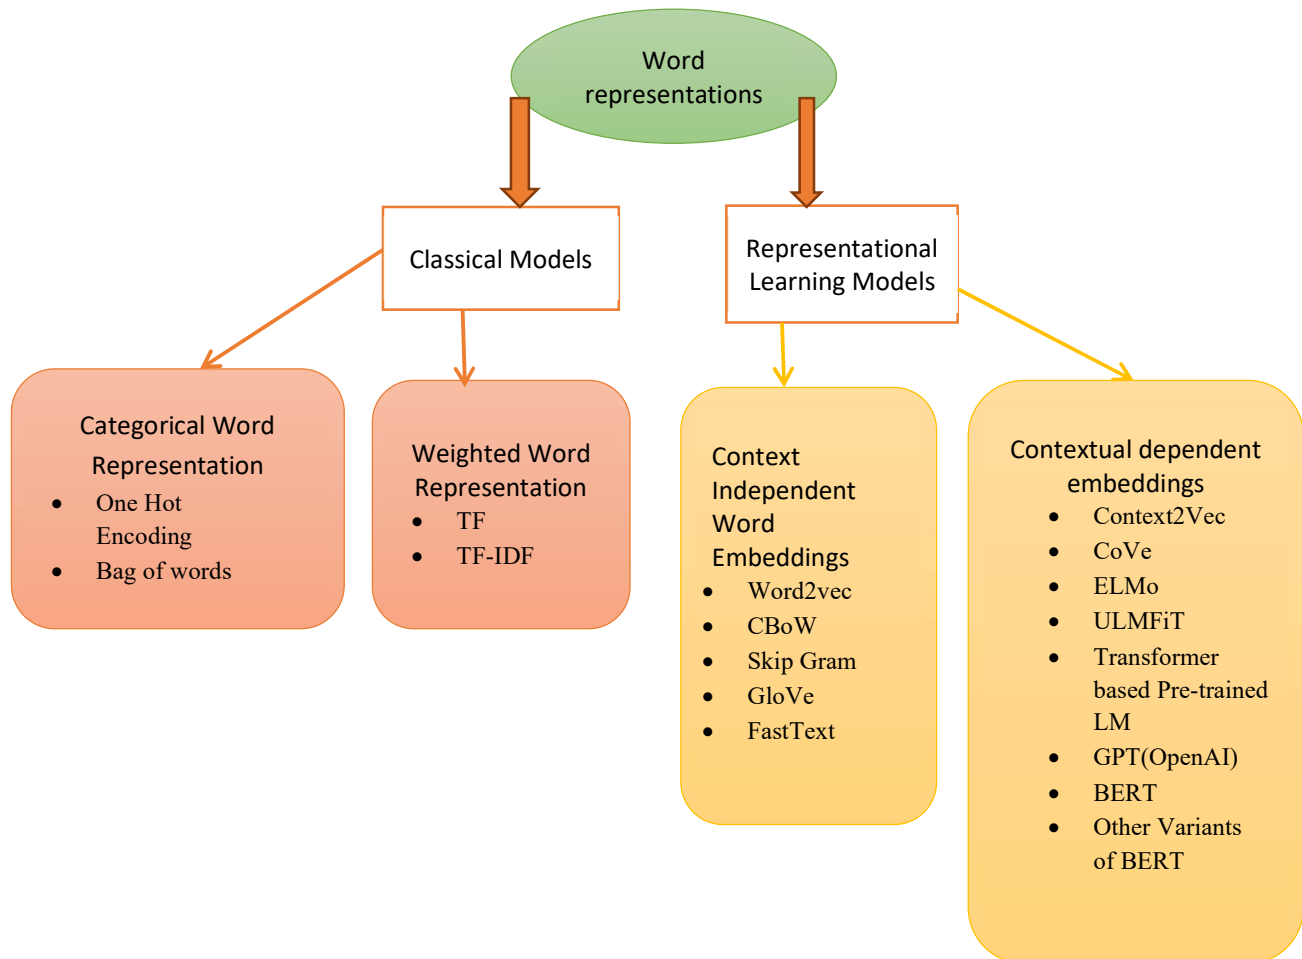 Word
representations
Classical Models
Representational
Learning Models
Categorical Word
Representation
• One Hot
Encoding
• Bag of words
Weighted Word
Representation
• TF
• TF-IDF
Context
Independent
Word
Embeddings
• Word2vec
• CBoW
• Skip Gram
• GloVe
• FastText
Contextual dependent
embeddings
• Context2Vec
• CoVe
• ELMo
• ULMFiT
• Transformer
based Pre-trained
LM
• GPT(OpenAI)
• BERT
• Other Variants
of BERT